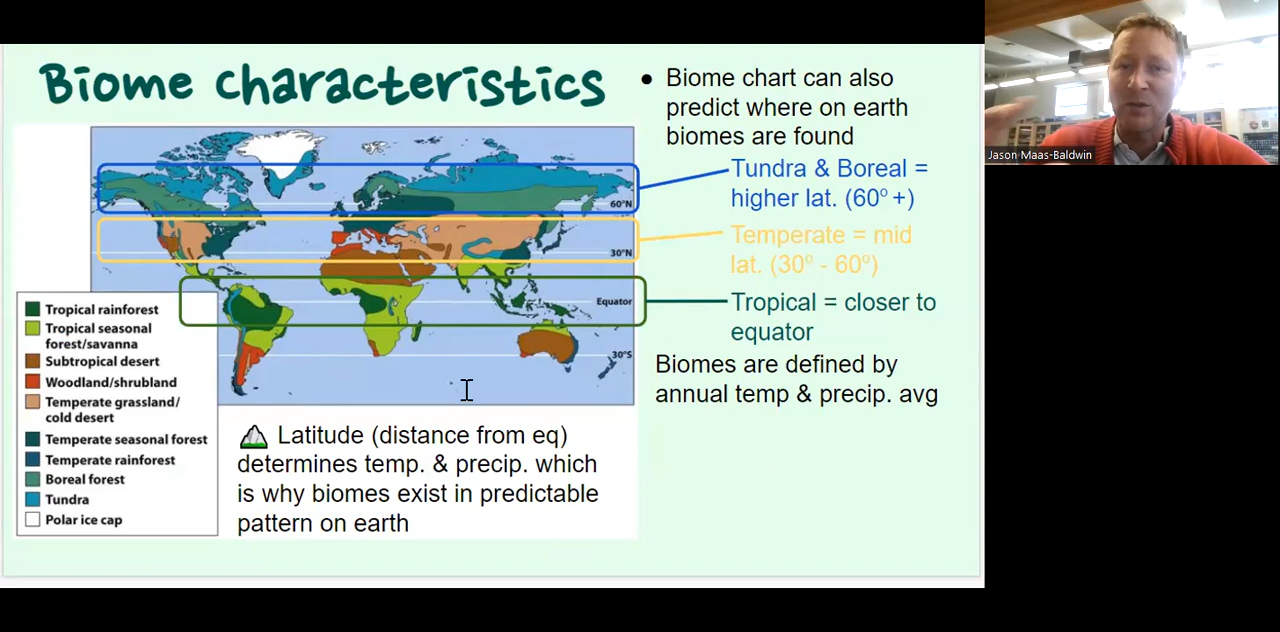 Biome characteristics
60°N
30°N
Equator
30°S
Tropical rainforest
Tropical seasonal
forest/savanna
Subtropical desert
Woodland/shrubland
Temperate grassland/
cold desert
Temperate seasonal forest
Temperate rainforest
Boreal forest
Tundra
Polar ice cap
Latitude (distance from eq)
determines temp. & precip. which
is why biomes exist in predictable
pattern on earth
● Biome chart can also
predict where on earth
biomes are found
Tundra & Boreal =
higher lat. (60º +)
Temperate = mid
lat. (30º - 60º)
Tropical = closer to
equator
Biomes are defined by
annual temp & precip. avg
Jason Maas-Baldwin